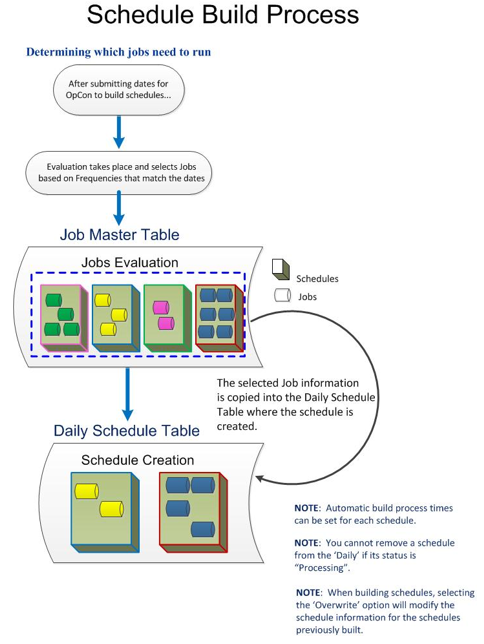 Schedule Build Process
Determining which jobs need to run
After submitting dates for
OpCon to build schedules...
Evaluation takes place and selects Jobs
based on Frequencies that match the dates
Job Master Table
Jobs Evaluation
Schedules
Jobs
The selected Job information
is copied into the Daily Schedule
Table where the schedule is
created.
Daily Schedule Table
Schedule Creation
NOTE: Automatic build process times
can be set for each schedule.
NOTE: You cannot remove a schedule
from the ‘Daily’ if its status is
“Processing”.
NOTE: When building schedules, selecting
the ‘Overwrite’ option will modify the
schedule information for the schedules
previously built.